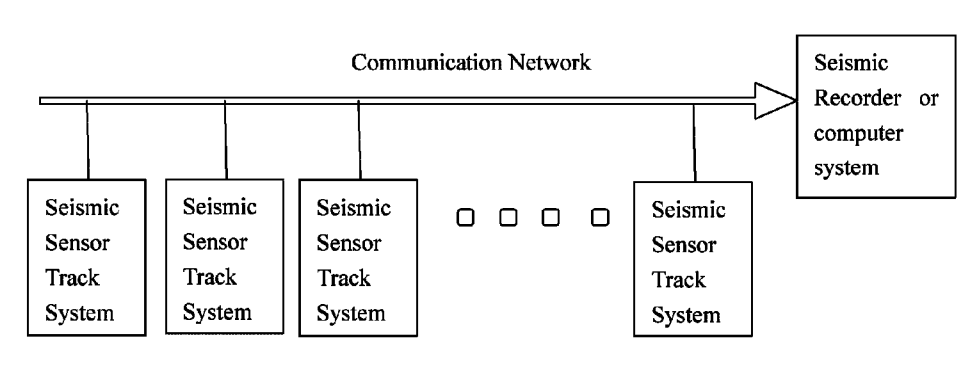 Communication Network
Seismic
Recorder or
computer
system
Seismic
Sensor
Track
System
Seismic
Sensor
Track
System
Seismic
Sensor
Track
System
Seismic
Sensor
Track
System